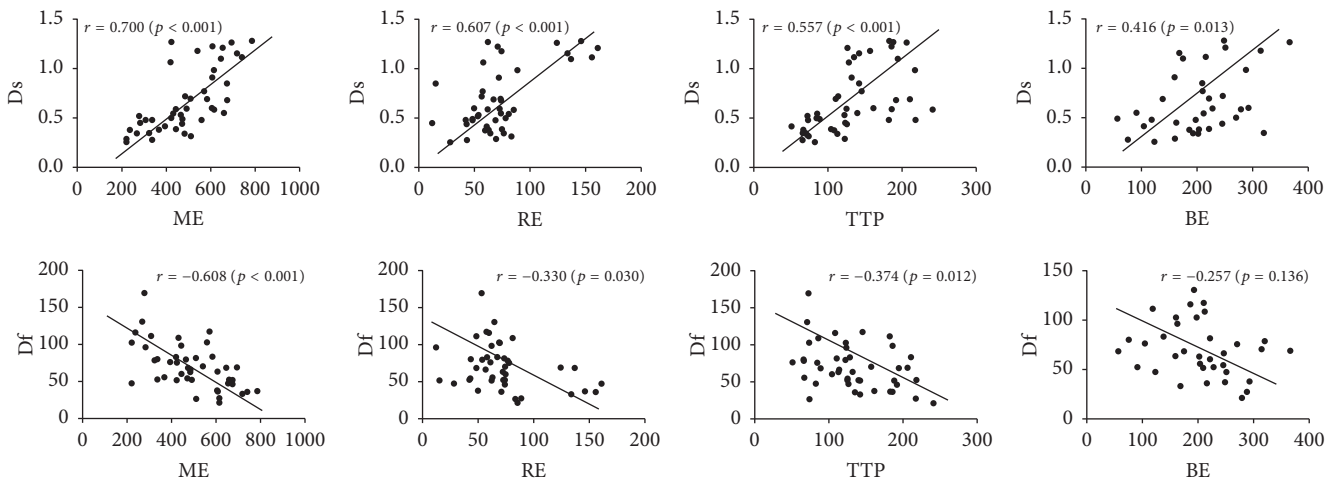 r = 0.700 (p < 0.001)
1.5
1.0
0.5
0.0
Ds
0 200 400 600 800 1000
ME
r = 0.607 (p < 0.001)
1.5
1.0
0.5
0.0
Ds
0 50 100 150 200
RE
r = 0.557 (p < 0.001)
1.5
1.0
0.5
0.0
Ds
0 100 200 300
TTP
r = 0.416 (p = 0.013)
1.5
1.0
0.5
0.0
Ds
0 100 200 300 400
BE
r = −0.608 (p < 0.001)
200
150
100
50
0
Df
0 200 400 600 800 1000
ME
r = −0.330 (p = 0.030)
200
150
100
50
0
Df
0 50 100 150 200
RE
r = −0.374 (p = 0.012)
200
150
100
50
0
Df
0 100 200 300
TTP
r = −0.257 (p = 0.136)
150
100
50
0
Df
0 100 200 300 400
BE